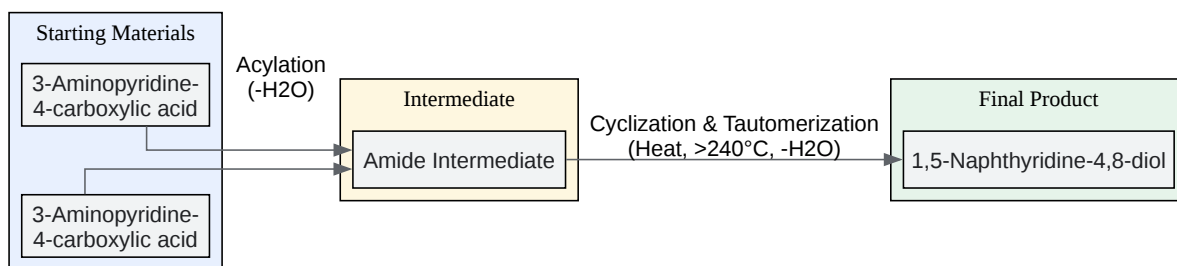 Starting Materials
3-Aminopyridine-
4-carboxylic acid
3-Aminopyridine-
4-carboxylic acid
Acylation
(-H2O)
Intermediate
Amide Intermediate
Cyclization & Tautomerization
(Heat, >240°C, -H2O)
Final Product
1,5-Naphthyridine-4,8-diol